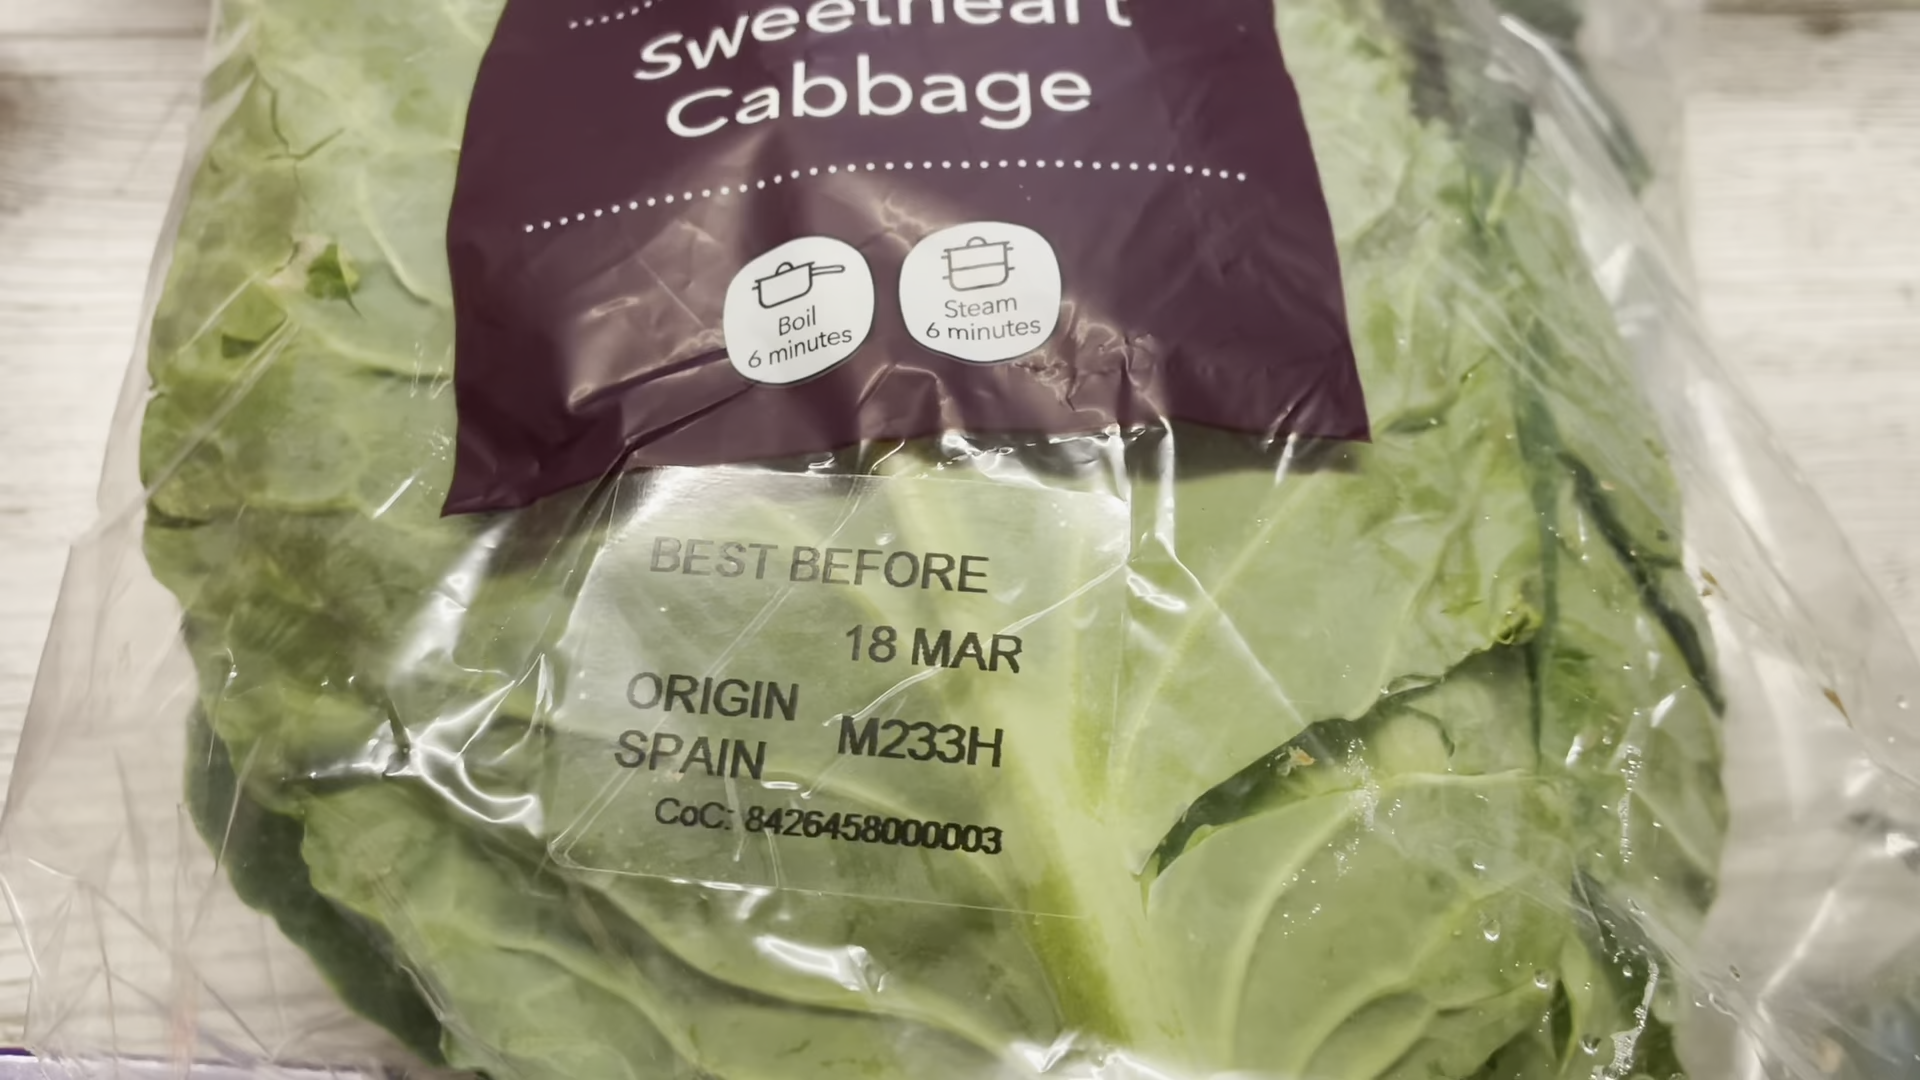 Sweetheart
Cabbage
Boil
6 minutes
Steam
6 minutes
BEST BEFORE
18 MAR
ORIGIN
SPAIN
M233H
CoC: 8426458000003